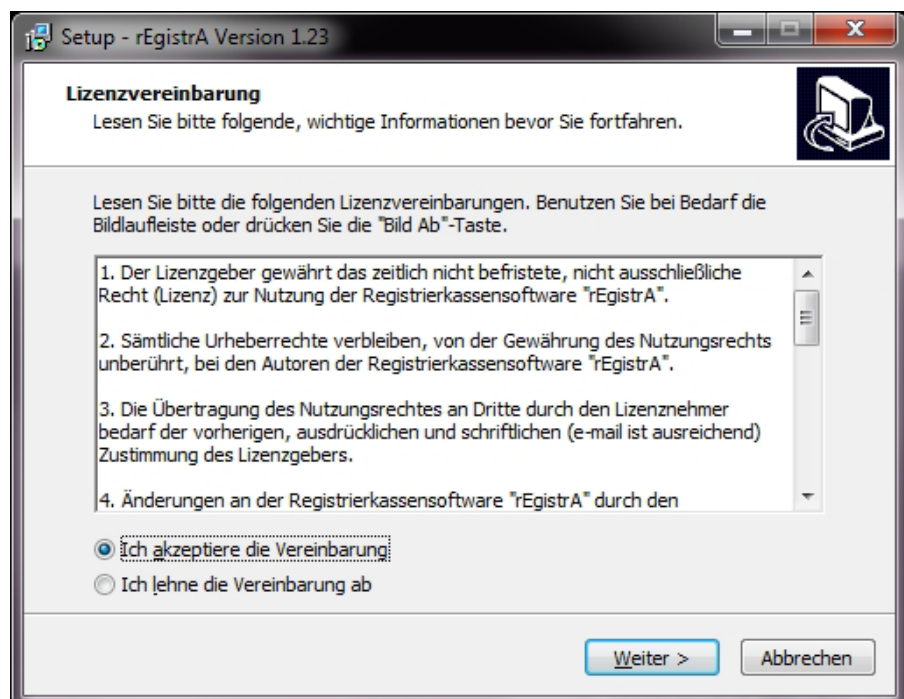 Setup - rEgistrA Version 1.23
Lizenzvereinbarung
Lesen Sie bitte folgende, wichtige Informationen bevor Sie fortfahren.
Lesen Sie bitte die folgenden Lizenzvereinbarungen. Benutzen Sie bei Bedarf die
Bildlaufleiste oder drücken Sie die "Bild Ab"-Taste.
1. Der Lizenzgeber gewährt das zeitlich nicht befristete, nicht ausschließliche
Recht (Lizenz) zur Nutzung der Registrierkassensoftware "rEgistrA".
2. Sämtliche Urheberrechte verbleiben, von der Gewährung des Nutzungsrechts
unberührt, bei den Autoren der Registrierkassensoftware "rEgistrA".
3. Die Übertragung des Nutzungsrechtes an Dritte durch den Lizenznehmer
bedarf der vorherigen, ausdrücklichen und schriftlichen (e-mail ist ausreichend)
Zustimmung des Lizenzgebers.
4. Änderungen an der Registrierkassensoftware "rEgistrA" durch den
Ich akzeptiere die Vereinbarung
Ich lehne die Vereinbarung ab
Weiter >
Abbrechen